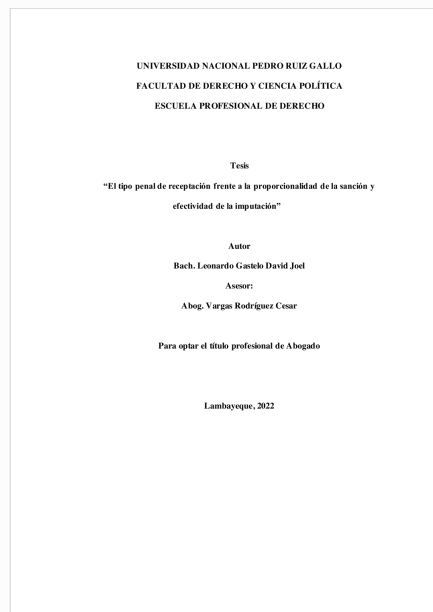 UNIVERSIDAD NACIONAL PEDRO RUIZ GALLO
FACULTAD DE DERECHO Y CIENCIA POLÍTICA
ESCUELA PROFESIONAL DE DERECHO
Tesis
“El tipo penal de receptación frente a la proporcionalidad de la sanción y
efectividad de la imputación”
Autor
Bach. Leonardo Gastelo David Joel
Asesor:
Abog. Vargas Rodríguez Cesar
Para optar el título profesional de Abogado
Lambayeque, 2022